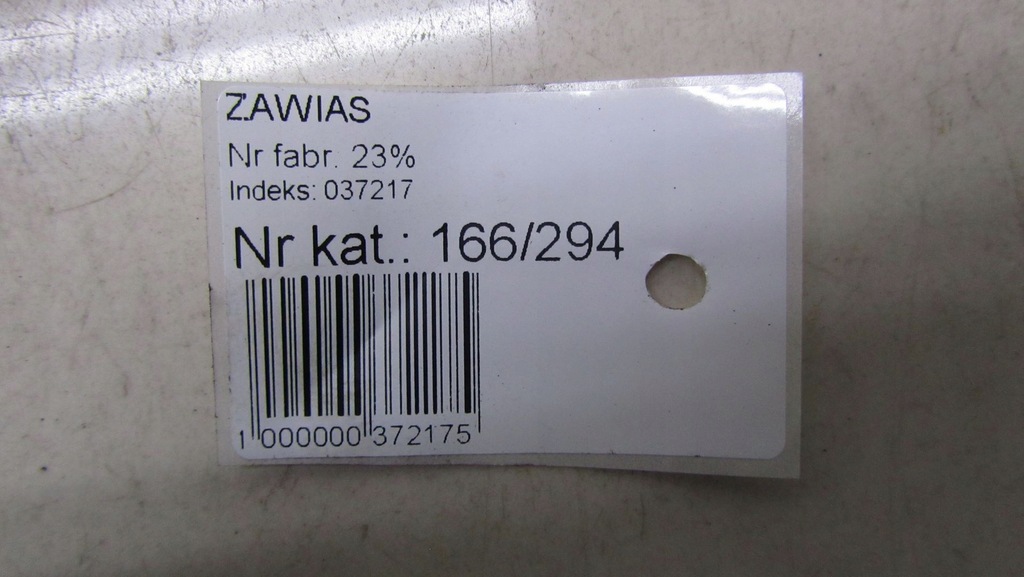 ZAWIAS
Nr fabr. 23%
Indeks: 037217
Nr kat.: 166/294
1 000000 372175